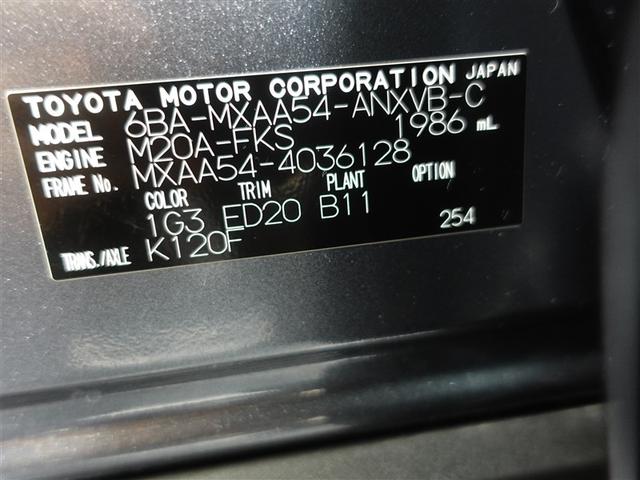 TOYOTA MOTOR CORPORATION JAPAN
MODEL 6BA-MXAA54-ANXVB-C
ENGINE M20A-FKS 1986 mL
FRAME No. MXAA54-4036128
COLOR TRIM PLANT OPTION
1G3 ED20 B11 254
TRANS./AXLE K120F